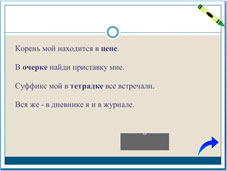 Корень мой находится в цене.
В очерке найди приставку мне.
Суффикс мой в тетрадке все встречали.
Вся же - в дневнике я и в журнале.